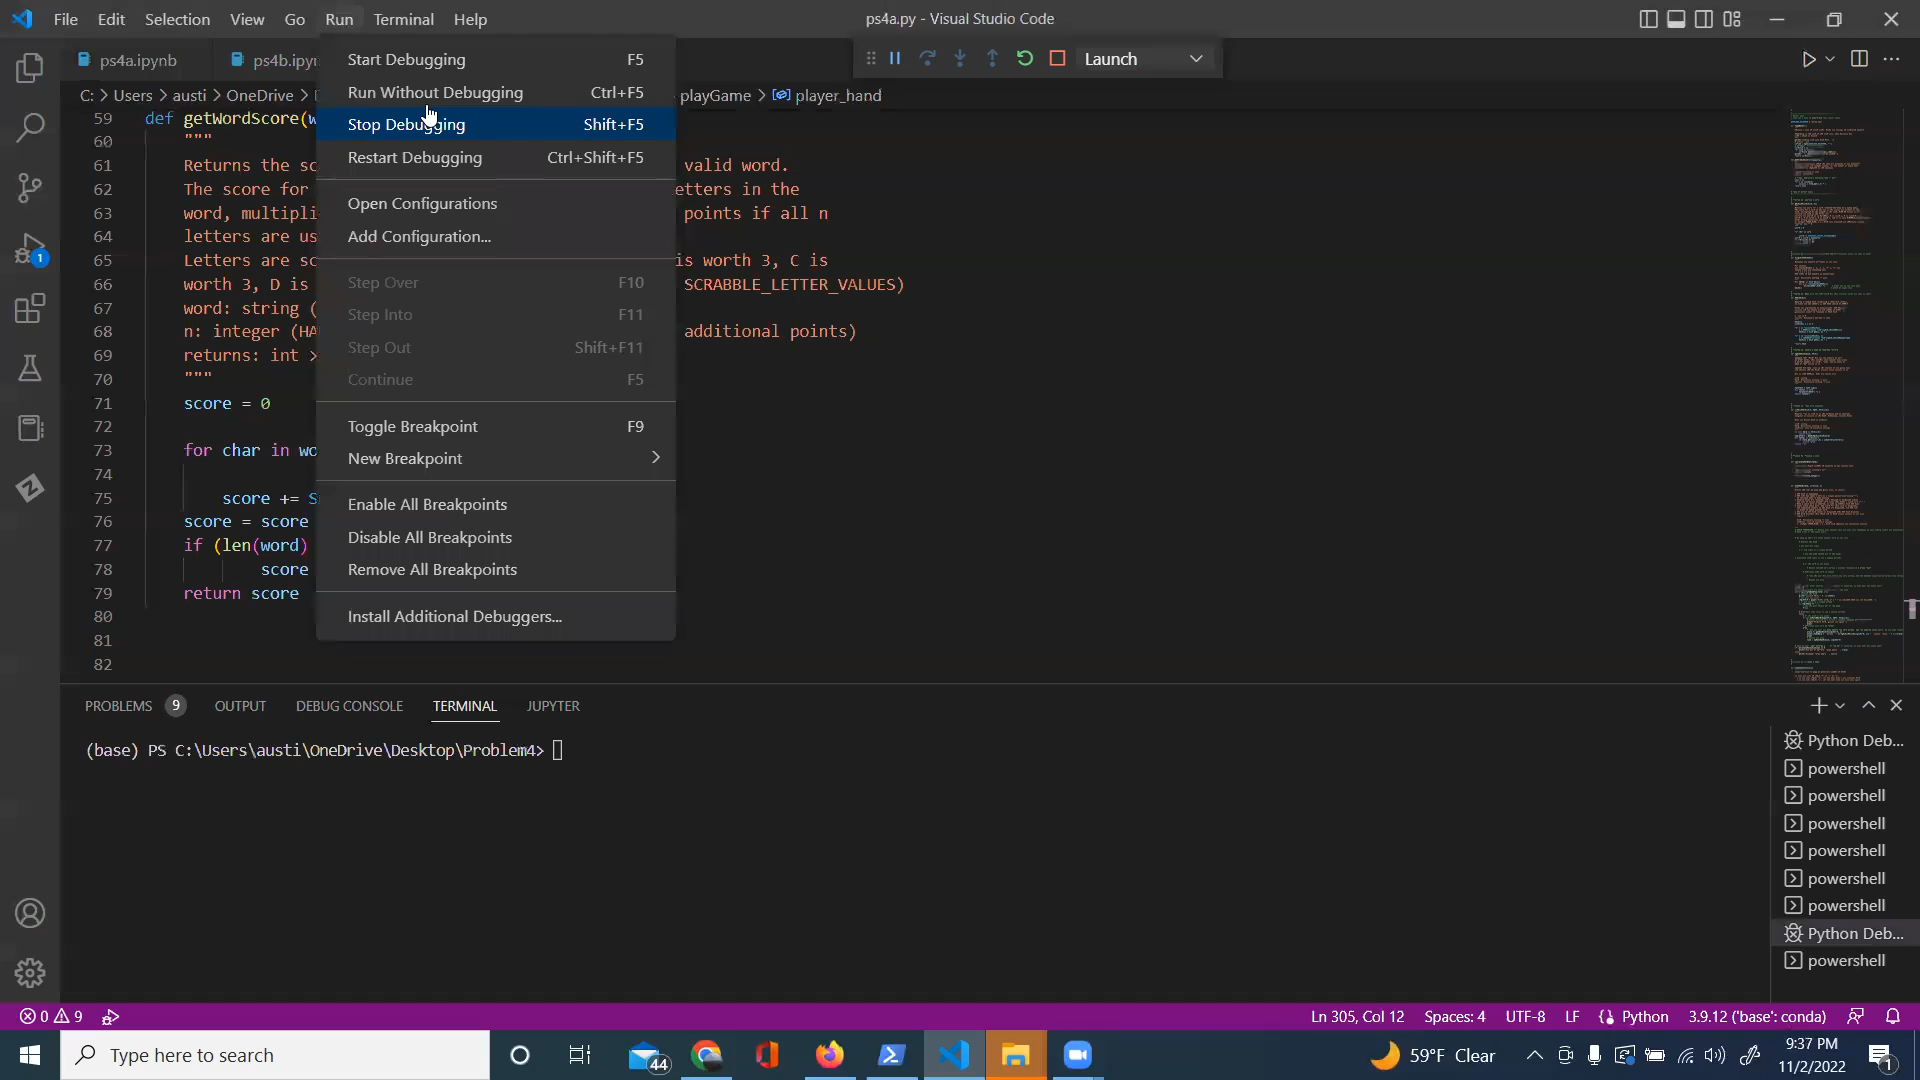 File Edit Selection View Go Run Terminal Help
ps4a.py - Visual Studio Code
ps4a.ipynb
ps4b.ipy
Launch
C: > Users > austi > OneDrive >
playGame > player_hand
Start Debugging F5
Run Without Debugging Ctrl+F5
Stop Debugging Shift+F5
Restart Debugging Ctrl+Shift+F5
Open Configurations
Add Configuration...
Step Over F10
Step Into F11
Step Out Shift+F11
Continue F5
Toggle Breakpoint F9
New Breakpoint
Enable All Breakpoints
Disable All Breakpoints
Remove All Breakpoints
Install Additional Debuggers...
59 def getWordScore(w
60 """
61 Returns the sc valid word.
62 The score for etters in the
63 word, multipli points if all n
64 letters are us
65 Letters are sc is worth 3, C is
66 worth 3, D is SCRABBLE_LETTER_VALUES)
67 word: string (
68 n: integer (HA additional points)
69 returns: int >
70 """
71 score = 0
72
73 for char in wo
74
75 score += S
76 score = score
77 if (len(word)
78 score
79 return score
80
81
82
1
PROBLEMS 9 OUTPUT DEBUG CONSOLE TERMINAL JUPYTER
(base) PS C:\Users\austi\OneDrive\Desktop\Problem4>
Python Deb...
powershell
powershell
powershell
powershell
powershell
powershell
Python Deb...
powershell
0 9
Ln 305, Col 12 Spaces: 4 UTF-8 LF Python 3.9.12 ('base': conda)
Type here to search
44
59°F Clear
9:37 PM
11/2/2022
1